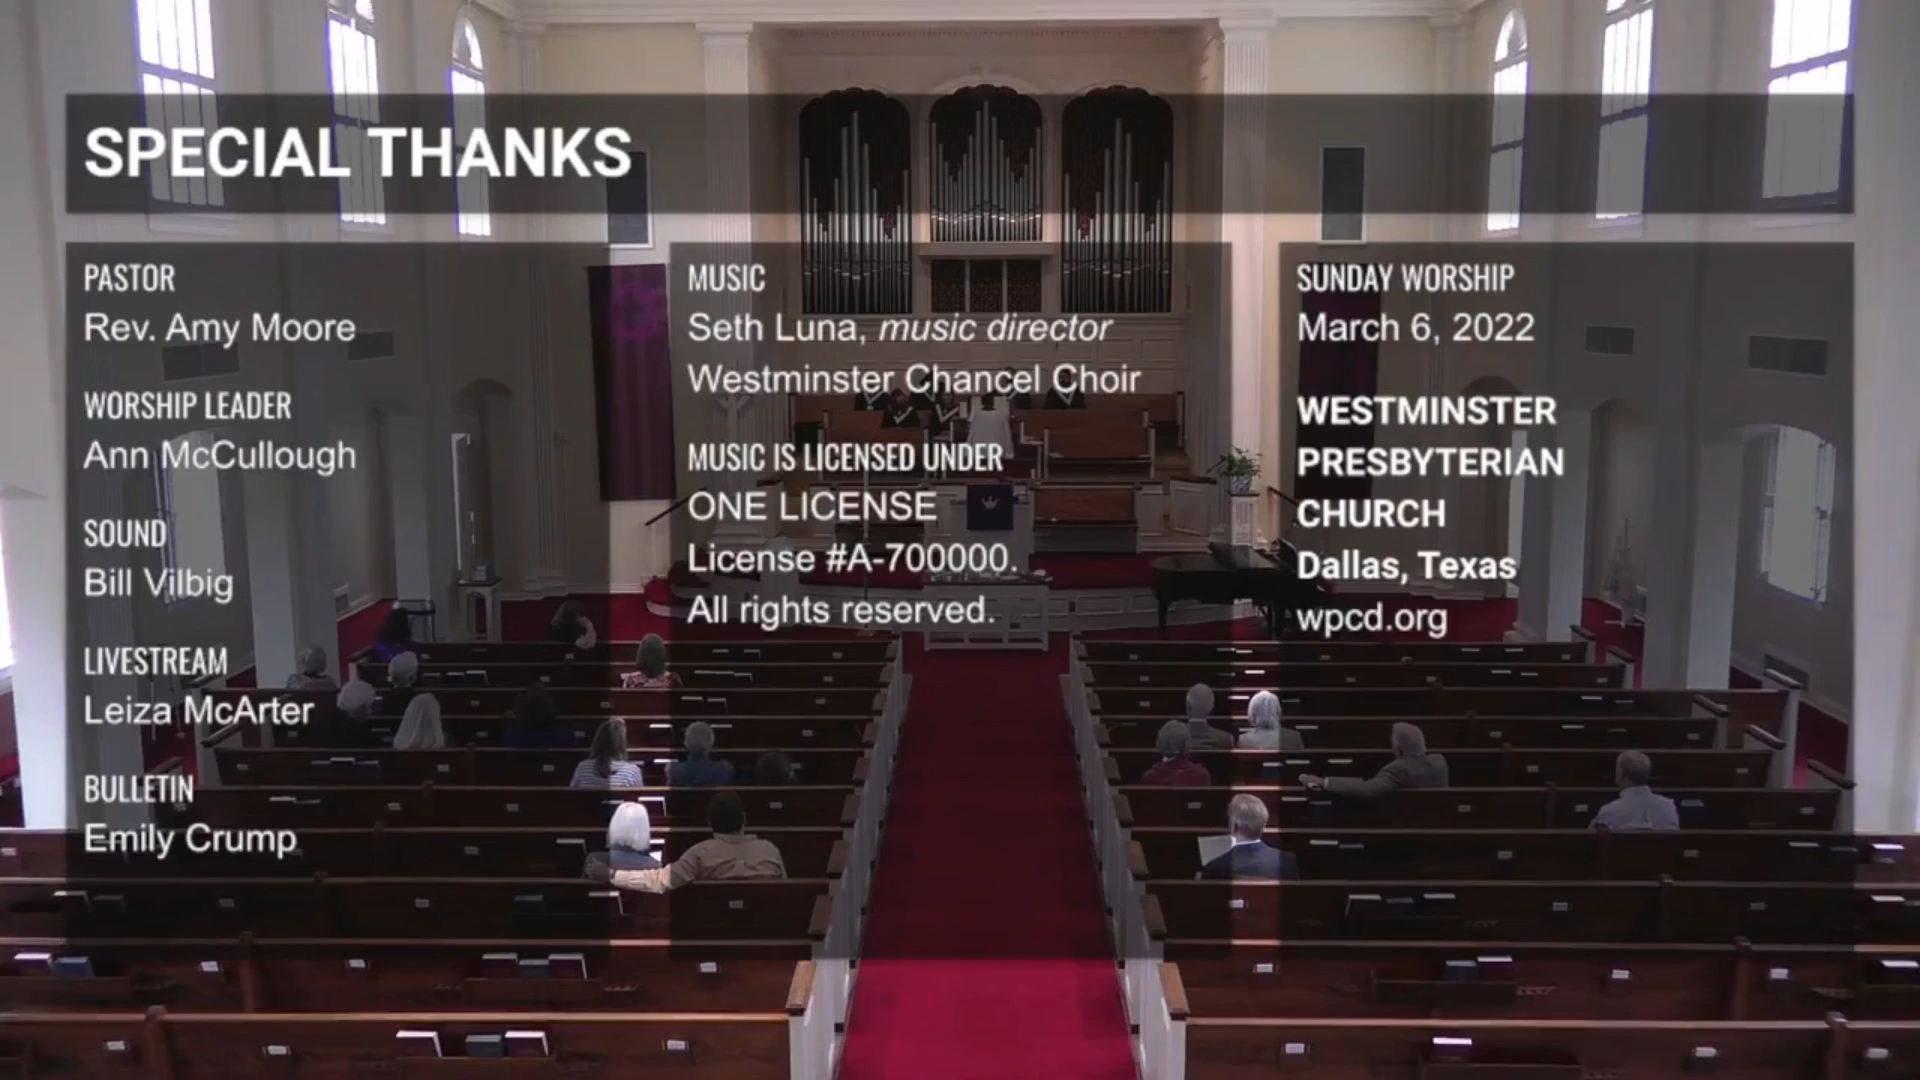 SPECIAL THANKS
PASTOR
Rev. Amy Moore
WORSHIP LEADER
Ann McCullough
SOUND
Bill Vilbig
LIVESTREAM
Leiza McArter
BULLETIN
Emily Crump
MUSIC
Seth Luna, music director
Westminster Chancel Choir
MUSIC IS LICENSED UNDER
ONE LICENSE
License #A-700000.
All rights reserved.
SUNDAY WORSHIP
March 6, 2022
WESTMINSTER
PRESBYTERIAN
CHURCH
Dallas, Texas
wpcd.org